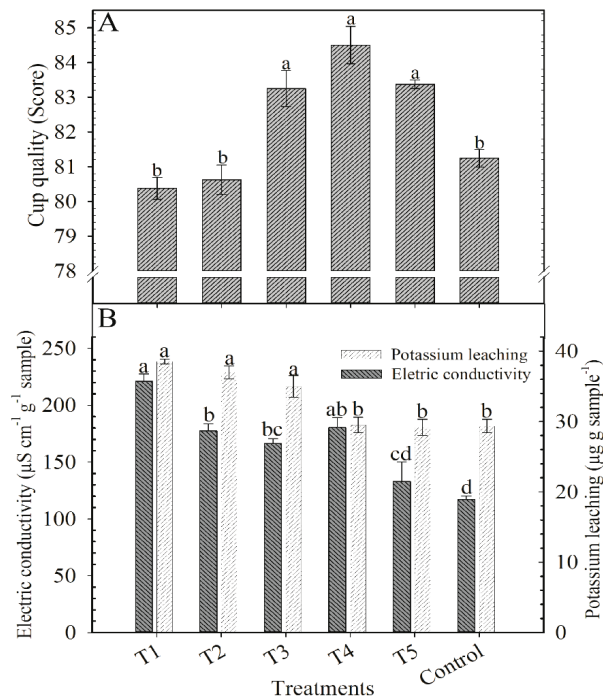 A
Cup quality (Score)
85
84
83
82
81
80
79
78
b
b
a
a
a
b
B
Electric conductivity (µS cm⁻¹ g⁻¹ sample)
250
200
150
100
50
0
Potassium leaching
Eletric conductivity
a
a
b
a
bc
a
ab
b
cd
b
d
b
40
30
20
10
0
Potassium leaching (µg g sample⁻¹)
T1
T2
T3
T4
T5
Control
Treatments